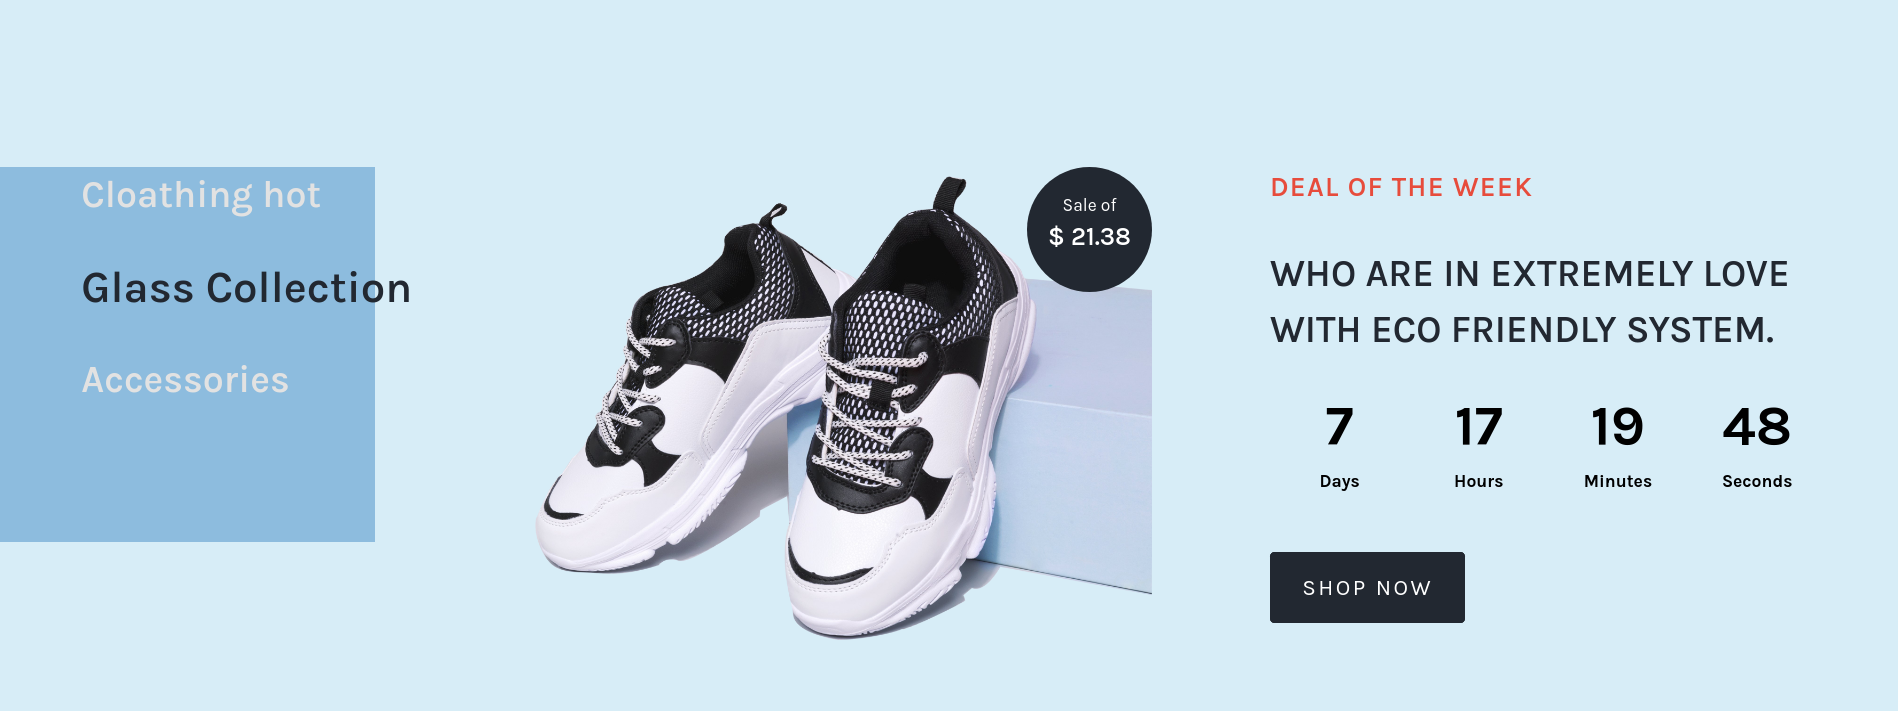 Cloathing hot
Glass Collection
Accessories
Sale of
$ 21.38
DEAL OF THE WEEK
WHO ARE IN EXTREMELY LOVE
WITH ECO FRIENDLY SYSTEM.
7 17 19 48
Days Hours Minutes Seconds
SHOP NOW